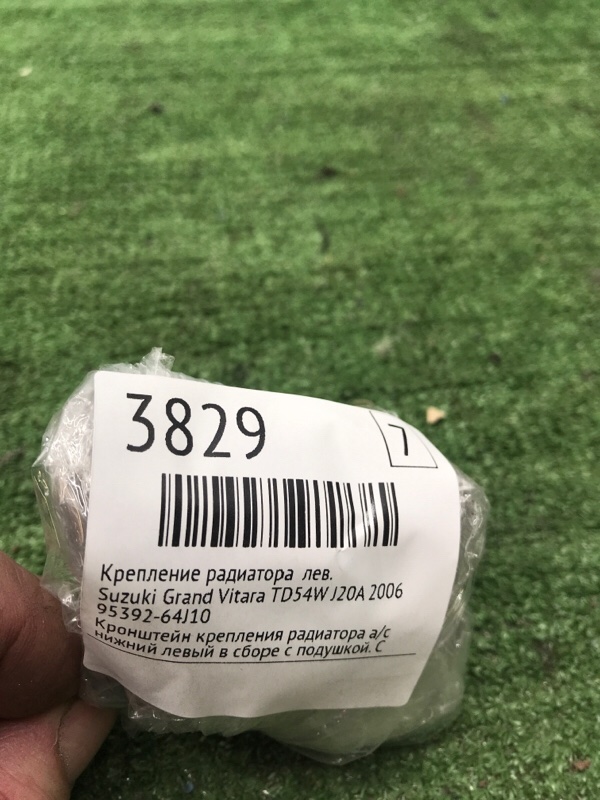 3829
7
Крепление радиатора лев.
Suzuki Grand Vitara TD54W J20A 2006
95392-64J10
Кронштейн крепления радиатора a/c
нижний левый в сборе с подушкой. С